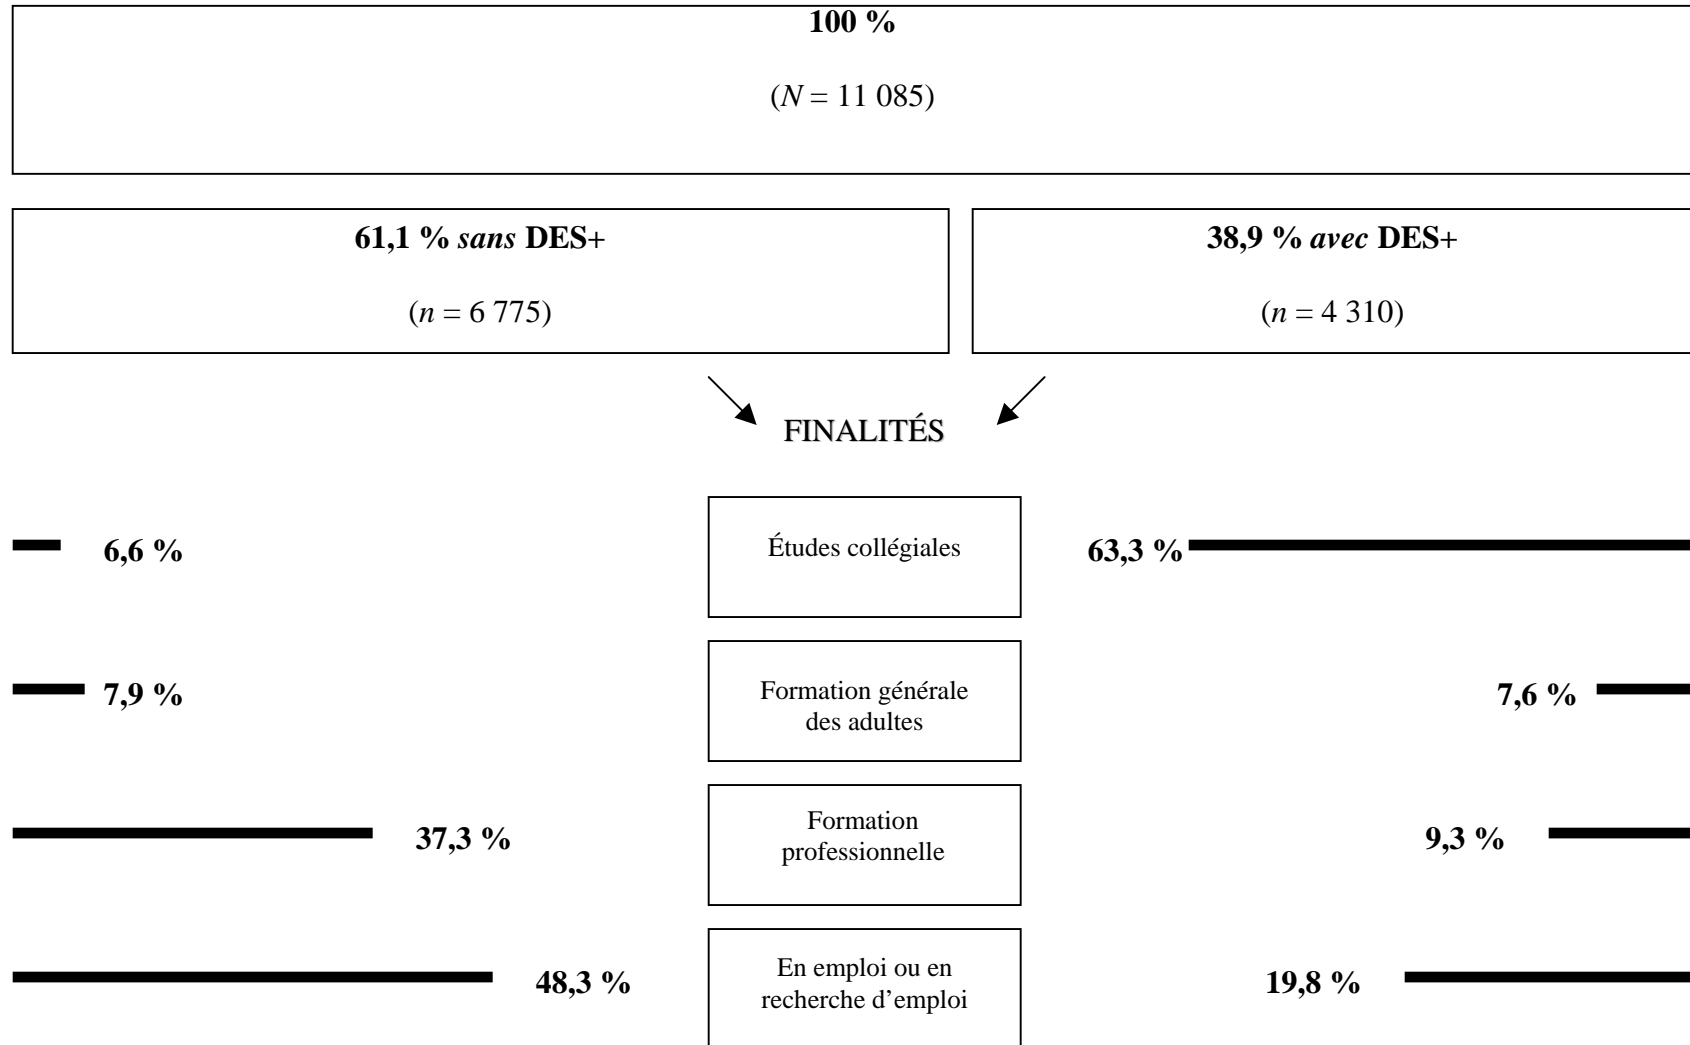 100 %
(N = 11 085)
61,1 % sans DES+
(n = 6 775)
38,9 % avec DES+
(n = 4 310)
FINALITÉS
6,6 %
Études collégiales
63,3 %
7,9 %
Formation générale
des adultes
7,6 %
37,3 %
Formation
professionnelle
9,3 %
48,3 %
En emploi ou en
recherche d’emploi
19,8 %